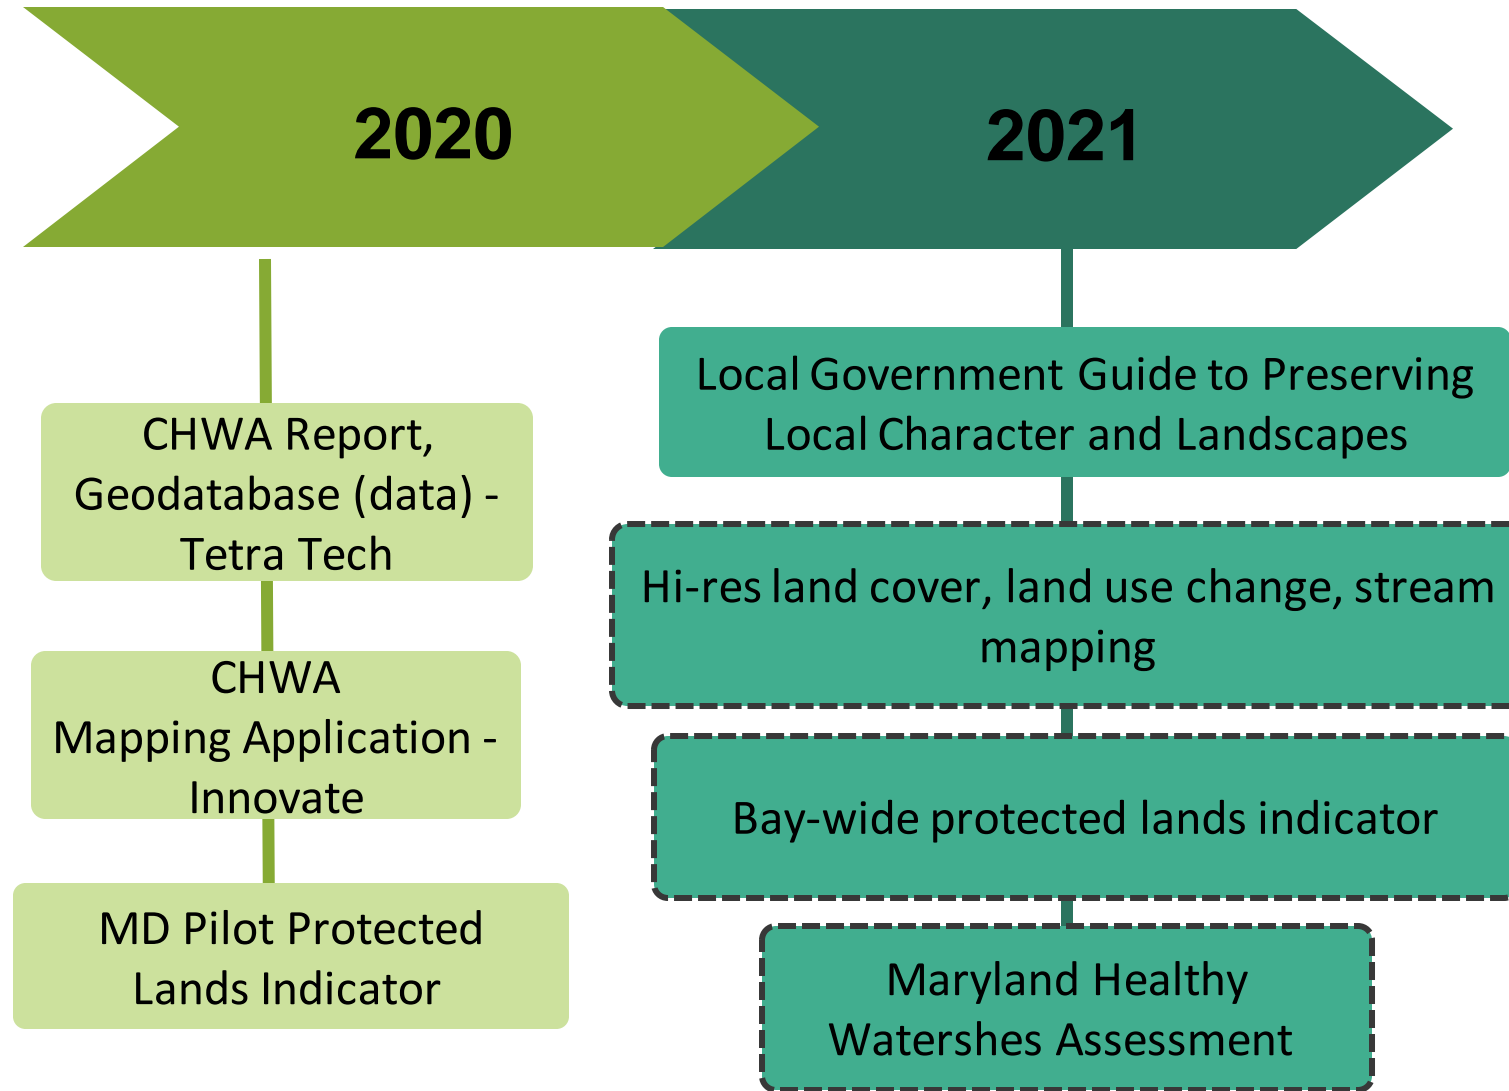 2020
CHWA Report,
Geodatabase (data) -
Tetra Tech
CHWA
Mapping Application -
Innovate
MD Pilot Protected
Lands Indicator
2021
Local Government Guide to Preserving
Local Character and Landscapes
Hi-res land cover, land use change, stream
mapping
Bay-wide protected lands indicator
Maryland Healthy
Watershes Assessment